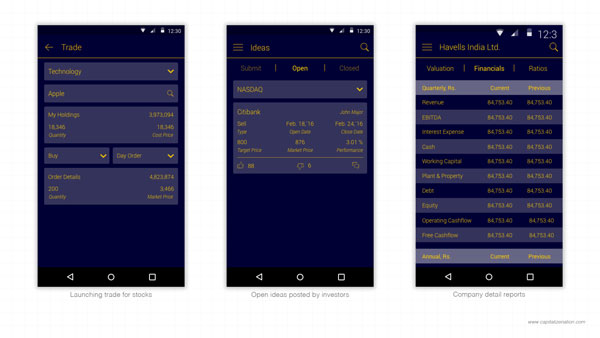 12:30
Trade
Technology
Apple
My Holdings 3,973,094
18,346 18,346
Quantity Cost Price
Buy Day Order
Order Details 4,823,874
200 3,466
Quantity Market Price
Launching trade for stocks
12:30
Ideas
Submit Open Closed
NASDAQ
Citibank John Majot
Sell Feb. 18, '16 Feb. 24, '16
Type Open Date Close Date
800 876 3.01 %
Target Price Market Price Performance
88 6
Open ideas posted by investors
12:3
Havells India Ltd.
Valuation Financials Ratios
Quarterly, Rs. Current Previous
Revenue 84,753.40 84,753.40
EBITDA 84,753.40 84,753.40
Interest Expense 84,753.40 84,753.40
Cash 84,753.40 84,753.40
Working Capital 84,753.40 84,753.40
Plant & Property 84,753.40 84,753.40
Debt 84,753.40 84,753.40
Equity 84,753.40 84,753.40
Operating Cashflow 84,753.40 84,753.40
Free Cashflow 84,753.40 84,753.40
Annual, Rs. Current Previous
Company detail reports